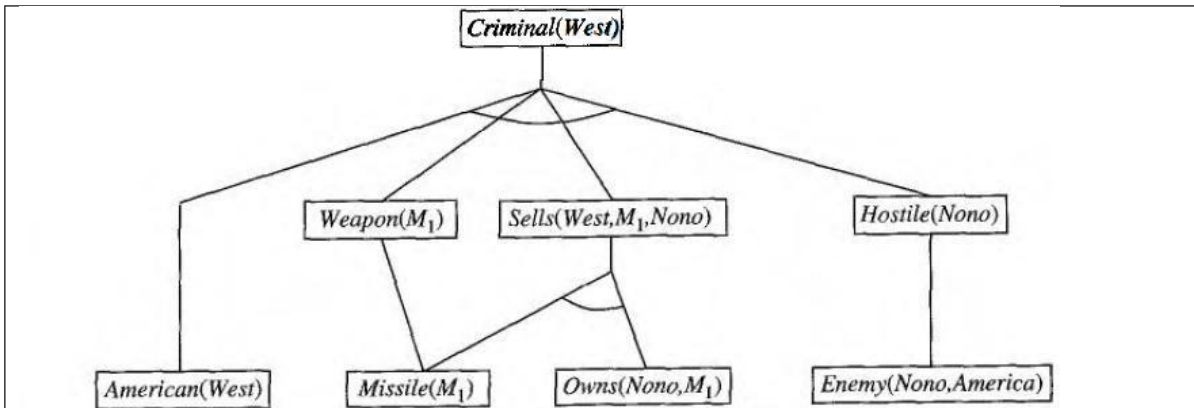 Criminal(West)
Weapon(M₁)
Sells(West,M₁,Nono)
Hostile(Nono)
American(West)
Missile(M₁)
Owns(Nono,M₁)
Enemy(Nono,America)